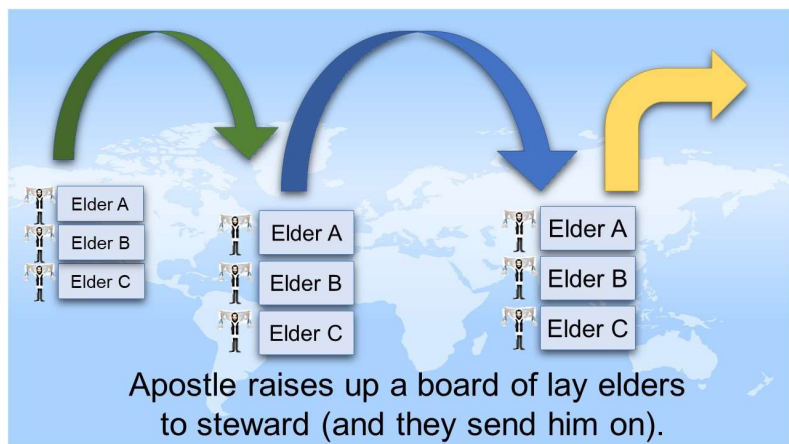 Elder A
Elder B
Elder C
Elder A
Elder B
Elder C
Elder A
Elder B
Elder C
Apostle raises up a board of lay elders
to steward (and they send him on).